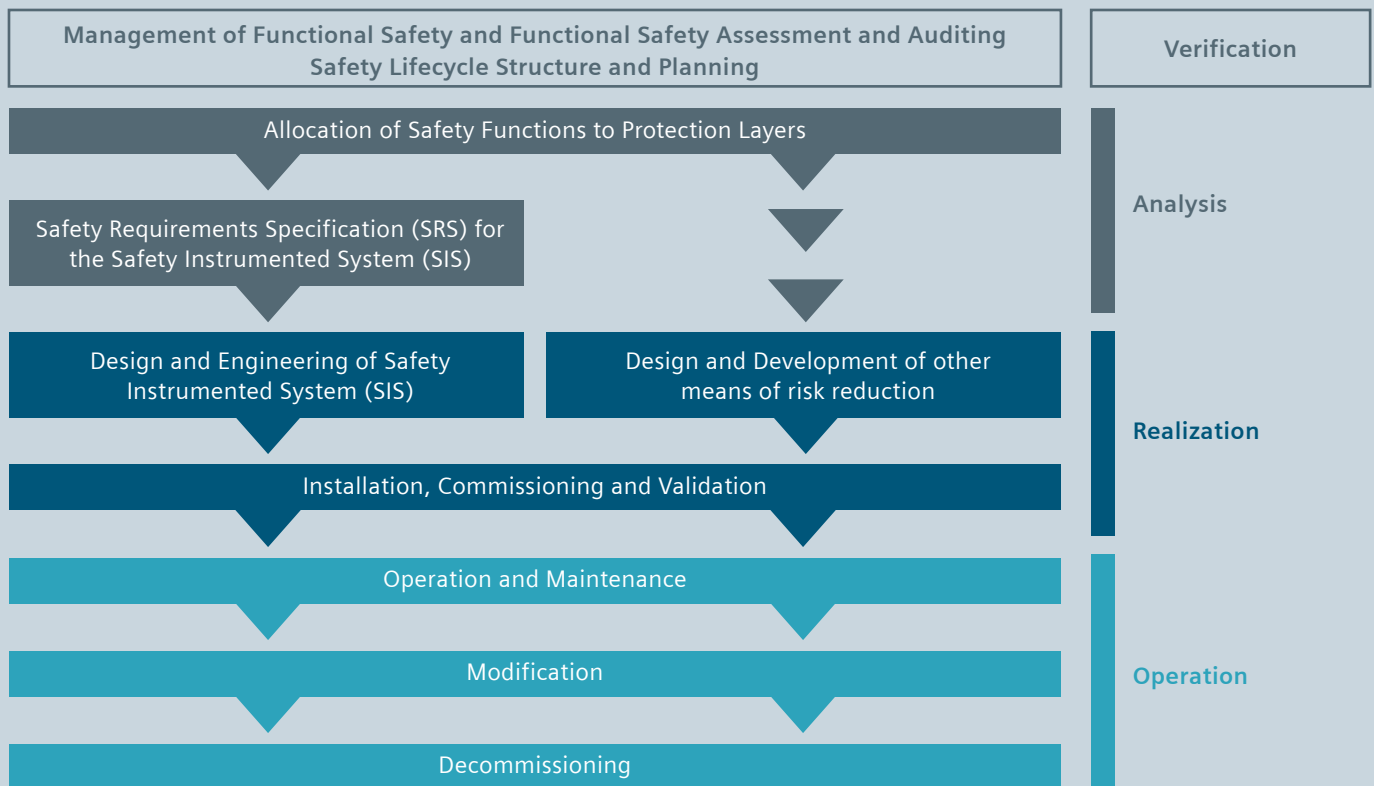 Management of Functional Safety and Functional Safety Assessment and Auditing
Safety Lifecycle Structure and Planning
Verification
Allocation of Safety Functions to Protection Layers
Safety Requirements Specification (SRS) for
the Safety Instrumented System (SIS)
Analysis
Design and Engineering of Safety
Instrumented System (SIS)
Design and Development of other
means of risk reduction
Realization
Installation, Commissioning and Validation
Operation and Maintenance
Modification
Operation
Decommissioning